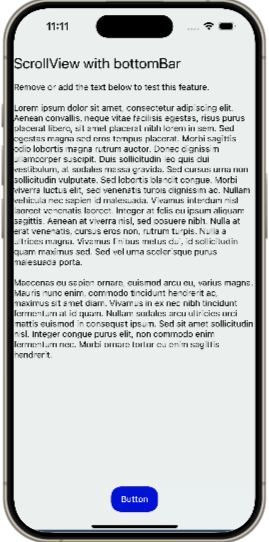 11:11
ScrollView with bottomBar
Remove or add the text below to test this feature.
Lorem ipsum dolor sit amet, consectetur adipiscing elit.
Aenean convallis, neque vitae facilisis egestas, risus purus
placerat libero, sit amet placerat nibh lorem in sem. Sed
egestas magna sed eros tempus placerat. Morbi sagittis
odio lobortis magna rutrum auctor. Donec dignissim
ullamcorper suscipit. Duis sollicitudin leo quis dui
vestibulum, at sodales massa gravida. Sed cursus urna non
sollicitudin vulputate. Sed lobortis blandit congue. Morbi
viverra luctus elit, sed venenatis turpis dignissim ac. Nullam
vehicula nec sapien id malesuada. Vivamus interdum nisl
laoreet venenatis laoreet. Integer at felis eu ipsum aliquam
sagittis. Aenean at viverra nisl, sed posuere nibh. Nulla at
erat venenatis, cursus eros non, rutrum turpis. Nulla a
ultrices magna. Vivamus finibus metus dui, id sollicitudin
quam maximus sed. Sed vel urna scelerisque purus
malesuada porta.
Maecenas eu sapien ornare, euismod arcu eu, varius magna.
Mauris nunc enim, commodo tincidunt hendrerit ac,
maximus sit amet diam. Vivamus in ex nec nibh tincidunt
fermentum at id quam. Nullam sodales arcu ultricies orci
mattis euismod in consequat ipsum. Sed sit amet sollicitudin
nisl. Integer congue purus elit, non commodo enim
fermentum nec. Morbi ornare tortor eu enim sagittis
hendrerit.
Button